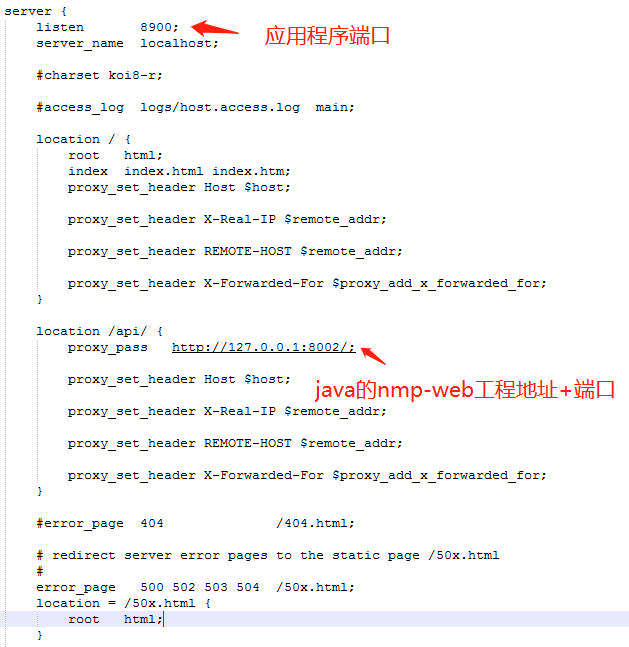 server {
listen 8900;
应用程序端口
server_name localhost;
#charset koi8-r;
#access_log logs/host.access.log main;
location / {
root html;
index index.html index.htm;
proxy_set_header Host $host;
proxy_set_header X-Real-IP $remote_addr;
proxy_set_header REMOTE-HOST $remote_addr;
proxy_set_header X-Forwarded-For $proxy_add_x_forwarded_for;
}
location /api/ {
proxy_pass http://127.0.0.1:8002/;
proxy_set_header Host $host;
java的nmp-web工程地址+端口
proxy_set_header X-Real-IP $remote_addr;
proxy_set_header REMOTE-HOST $remote_addr;
proxy_set_header X-Forwarded-For $proxy_add_x_forwarded_for;
}
#error_page 404 /404.html;
# redirect server error pages to the static page /50x.html
#
error_page 500 502 503 504 /50x.html;
location = /50x.html {
root html;
}